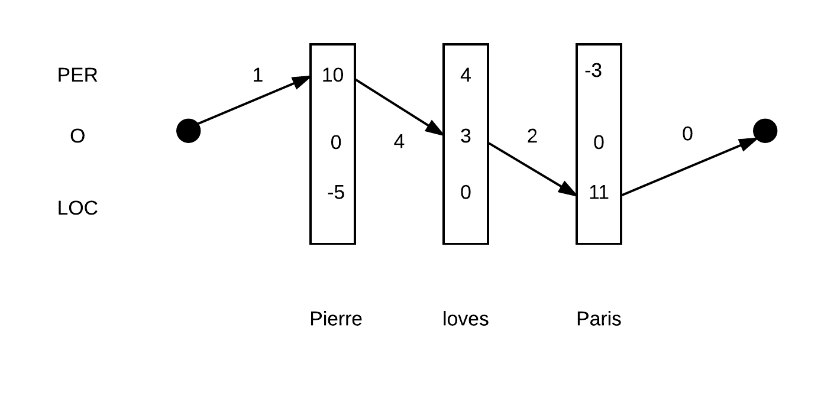 PER 1 10 4 -3
O 0 4 3 2 0 0
LOC -5 0 11
Pierre loves Paris